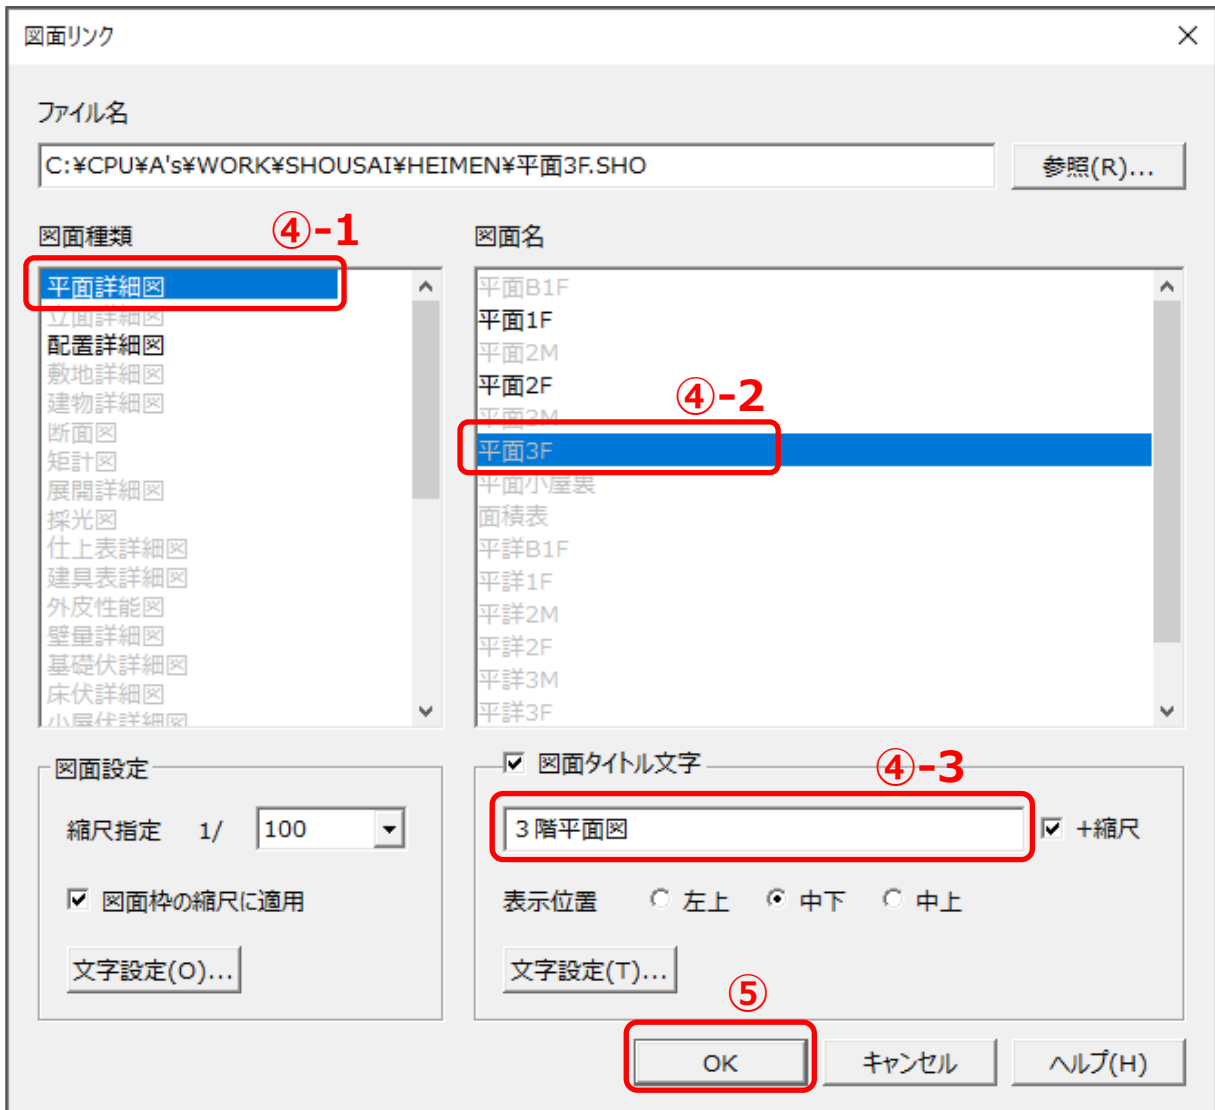 図面リンク
ファイル名
C:¥CPU¥A's¥WORK¥SHOUSAI¥HEIMEN¥平面3F.SHO
参照(R)...
図面種類
④-1
図面名
平面詳細図
立面詳細図
配置詳細図
敷地詳細図
建物詳細図
断面図
矩計図
展開詳細図
採光図
仕上表詳細図
建具表詳細図
外皮性能図
壁量詳細図
基礎伏詳細図
床伏詳細図
小屋伏詳細図
平面B1F
平面1F
平面2M
平面2F
④-2
平面3M
平面3F
平面小屋裏
面積表
平詳B1F
平詳1F
平詳2M
平詳2F
平詳3M
平詳3F
図面設定
縮尺指定 1/ 100
図面枠の縮尺に適用
文字設定(O)...
図面タイトル文字
④-3
3階平面図
+縮尺
表示位置 左上 中下 中上
文字設定(T)...
⑤
OK
キャンセル
ヘルプ(H)